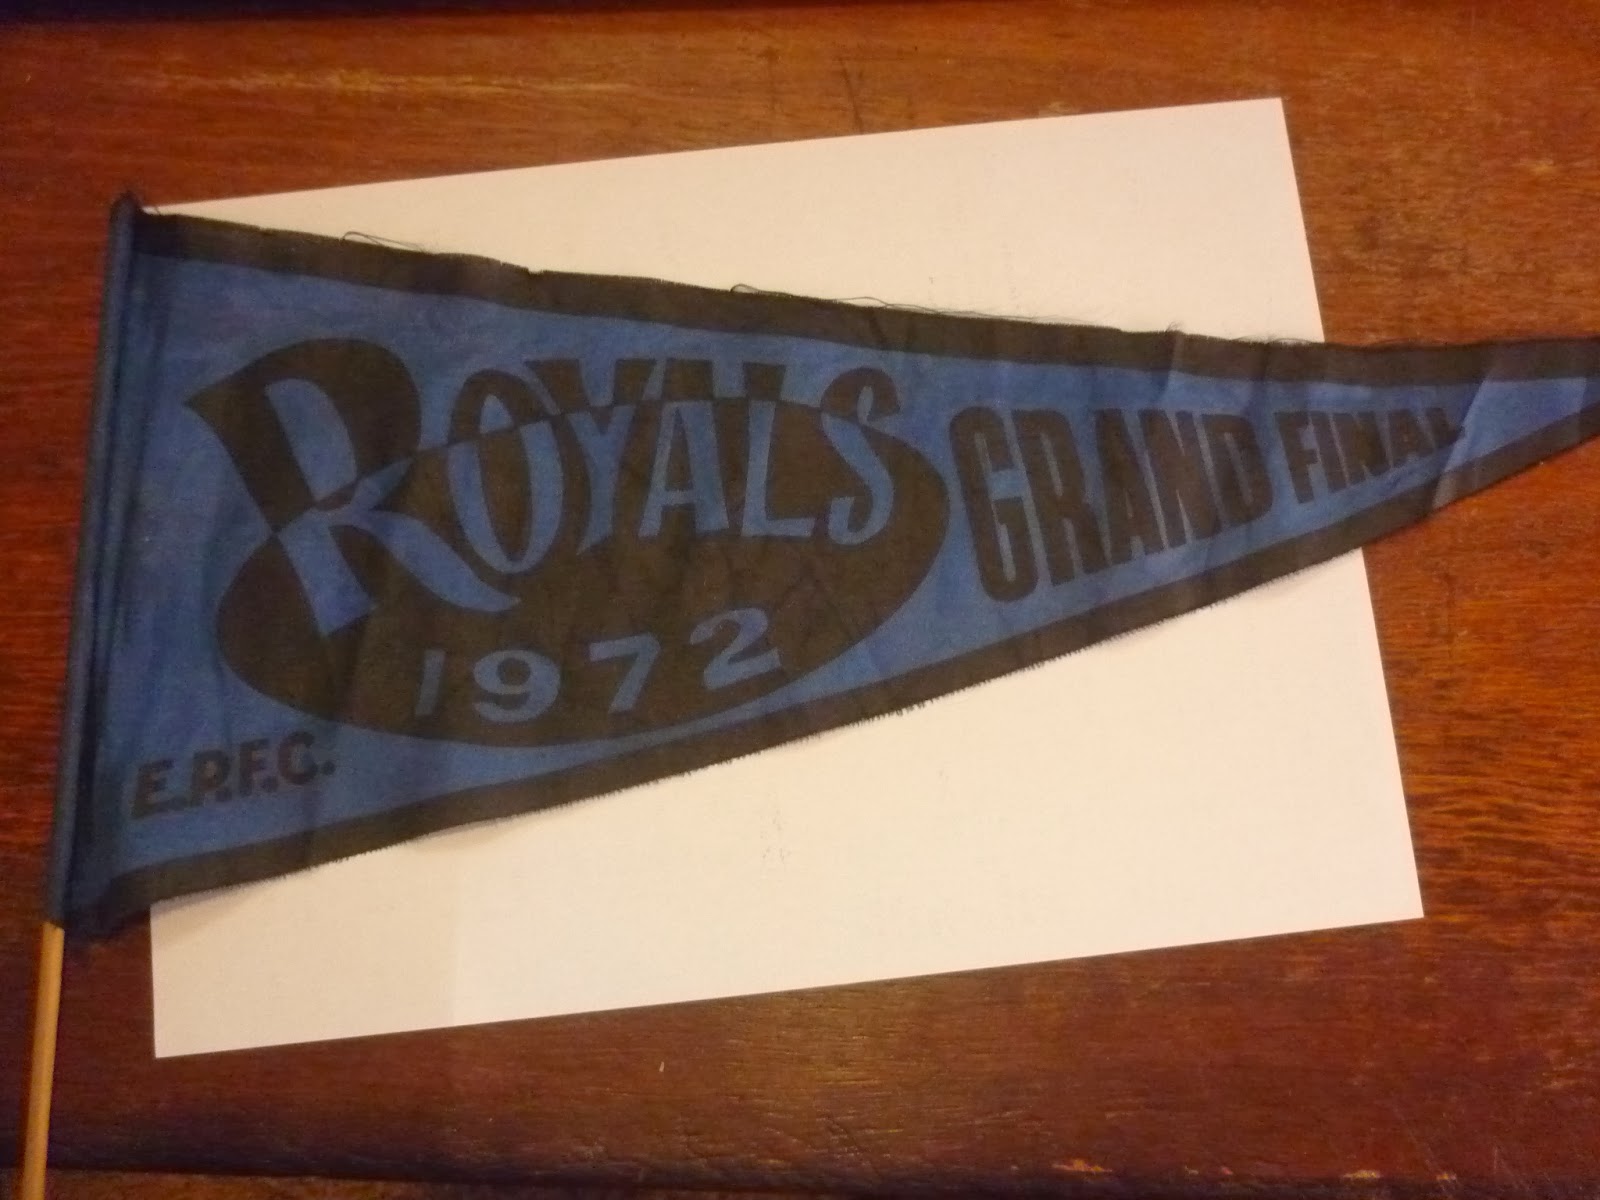 ROYALS
1972
GRAND FINAL
E.P.F.C.